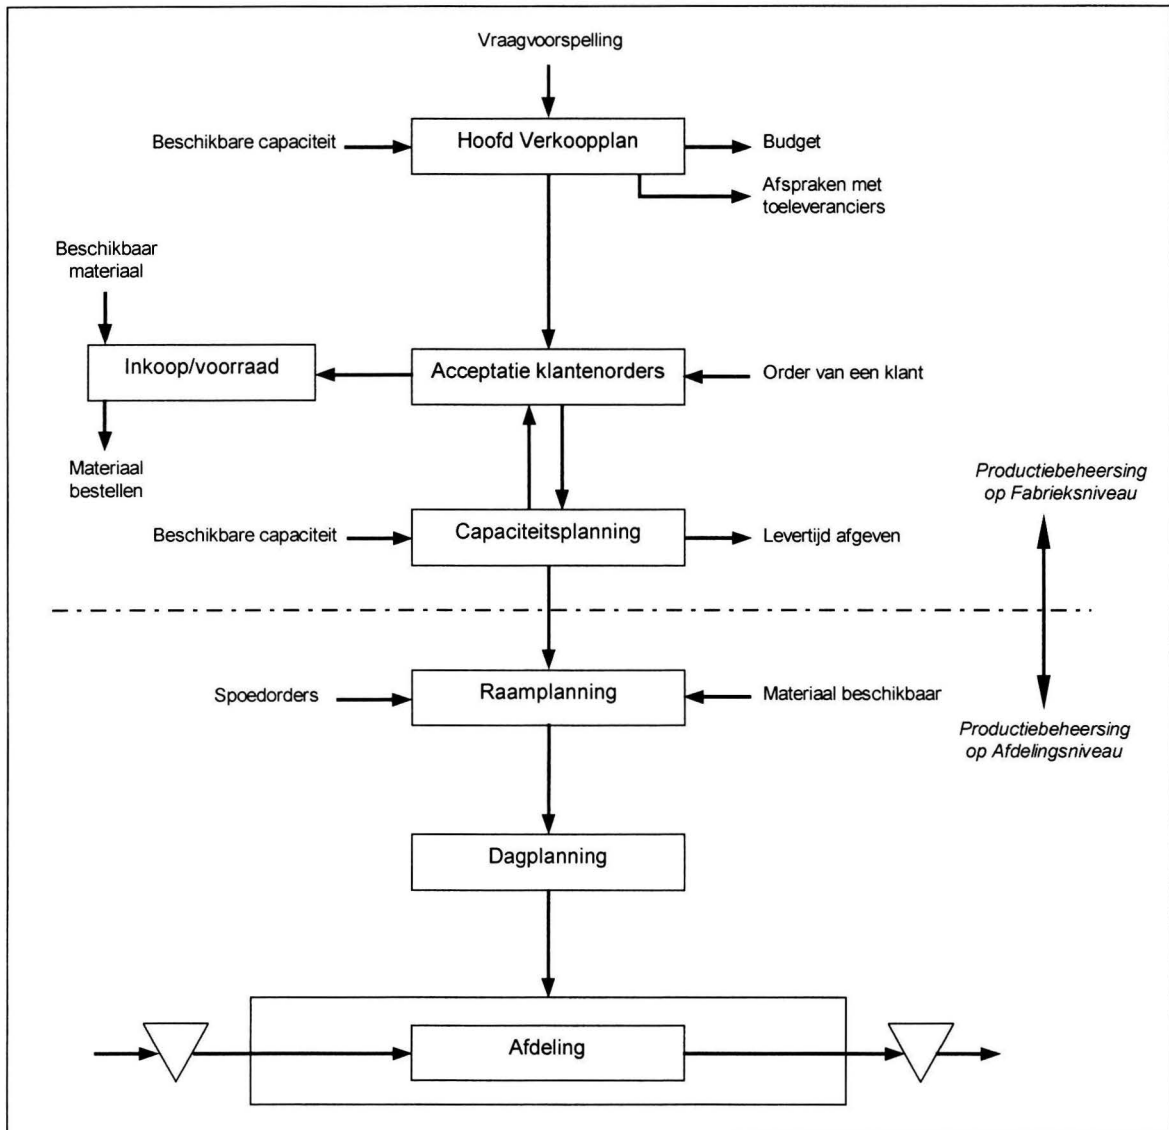 Vraagvoorspelling
Beschikbare capaciteit
Hoofd Verkoopplan
Budget
Afspraken met
toeleveranciers
Beschikbaar
materiaal
Inkoop/voorraad
Acceptatie klantenorders
Order van een klant
Materiaal
bestellen
Productiebeheersing
op Fabrieksniveau
Beschikbare capaciteit
Capaciteitsplanning
Levertijd afgeven
Spoedorders
Raamplanning
Materiaal beschikbaar
Productiebeheersing
op Afdelingsniveau
Dagplanning
Afdeling